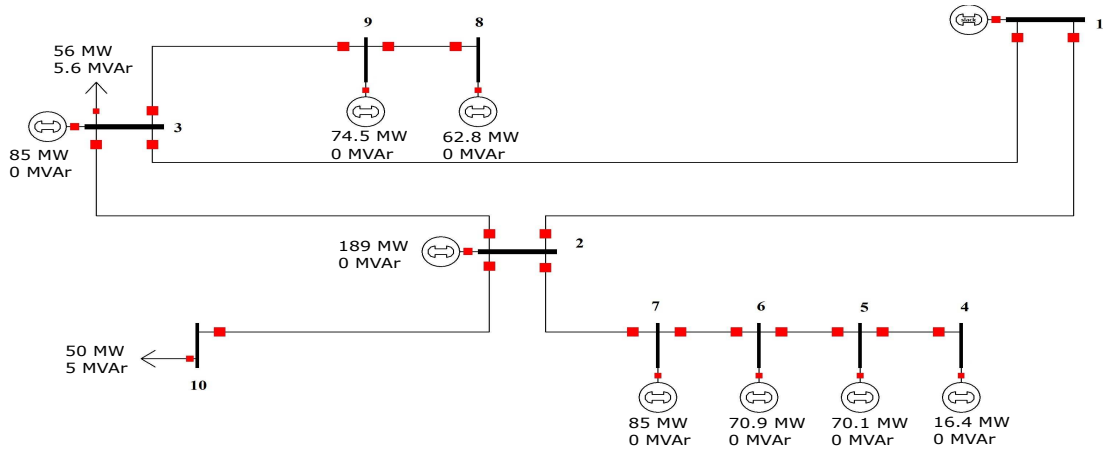 9
8
1
slack
56 MW
5.6 MVAr
3
85 MW
0 MVAr
74.5 MW
0 MVAr
62.8 MW
0 MVAr
2
189 MW
0 MVAr
7
6
5
4
50 MW
5 MVAr
10
85 MW
0 MVAr
70.9 MW
0 MVAr
70.1 MW
0 MVAr
16.4 MW
0 MVAr